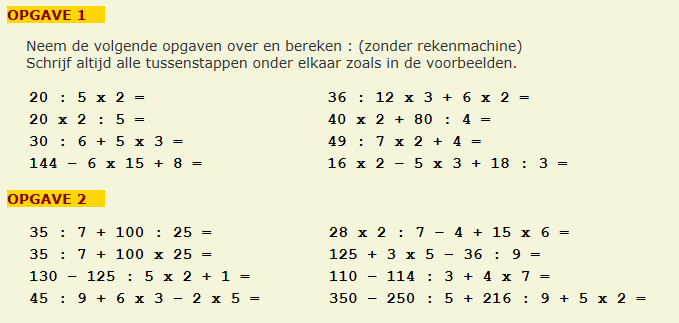 OPGAVE 1
Neem de volgende opgaven over en bereken : (zonder rekenmachine)
Schrijf altijd alle tussenstappen onder elkaar zoals in de voorbeelden.
20 : 5 x 2 =
20 x 2 : 5 =
30 : 6 + 5 x 3 =
144 − 6 x 15 + 8 =
36 : 12 x 3 + 6 x 2 =
40 x 2 + 80 : 4 =
49 : 7 x 2 + 4 =
16 x 2 − 5 x 3 + 18 : 3 =
OPGAVE 2
35 : 7 + 100 : 25 =
35 : 7 + 100 x 25 =
130 − 125 : 5 x 2 + 1 =
45 : 9 + 6 x 3 − 2 x 5 =
28 x 2 : 7 − 4 + 15 x 6 =
125 + 3 x 5 − 36 : 9 =
110 − 114 : 3 + 4 x 7 =
350 − 250 : 5 + 216 : 9 + 5 x 2 =